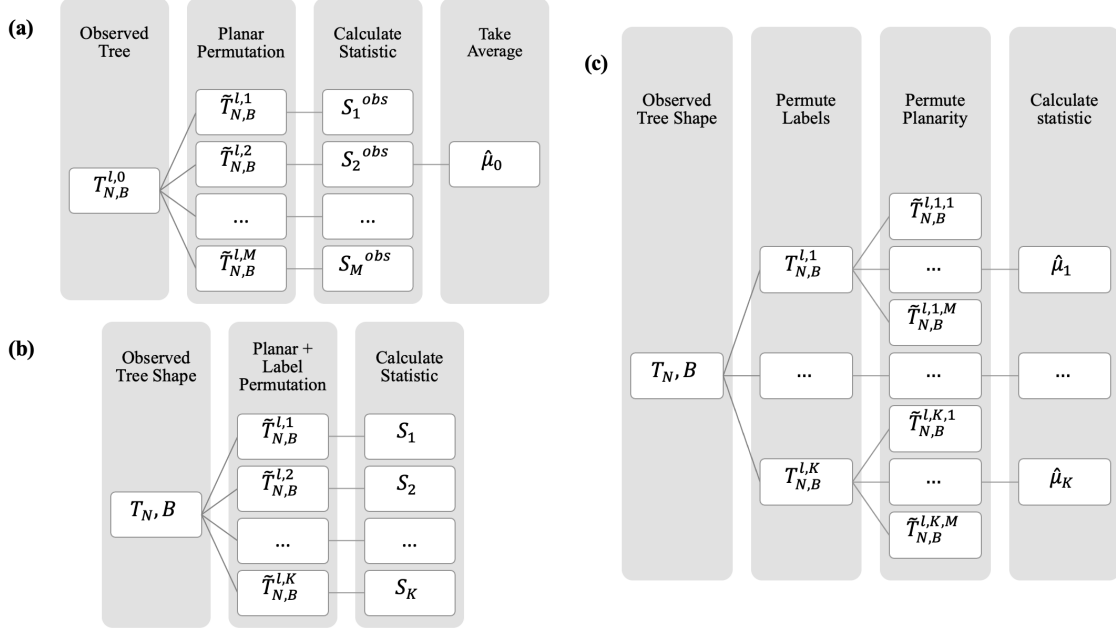 (a)
Observed
Tree
Planar
Permutation
Calculate
Statistic
Take
Average
T_{N,B}^{l,0}
T̃_{N,B}^{l,1}
S_1^{obs}
T̃_{N,B}^{l,2}
S_2^{obs}
μ̂_0
...
...
T̃_{N,B}^{l,M}
S_M^{obs}
(b)
Observed
Tree Shape
Planar +
Label
Permutation
Calculate
Statistic
T_N, B
T̃_{N,B}^{l,1}
S_1
T̃_{N,B}^{l,2}
S_2
...
...
T̃_{N,B}^{l,K}
S_K
(c)
Observed
Tree Shape
Permute
Labels
Permute
Planarity
Calculate
statistic
T_N, B
T_{N,B}^{l,1}
T̃_{N,B}^{l,1,1}
...
T̃_{N,B}^{l,1,M}
μ̂_1
...
...
...
T_{N,B}^{l,K}
T̃_{N,B}^{l,K,1}
...
T̃_{N,B}^{l,K,M}
μ̂_K